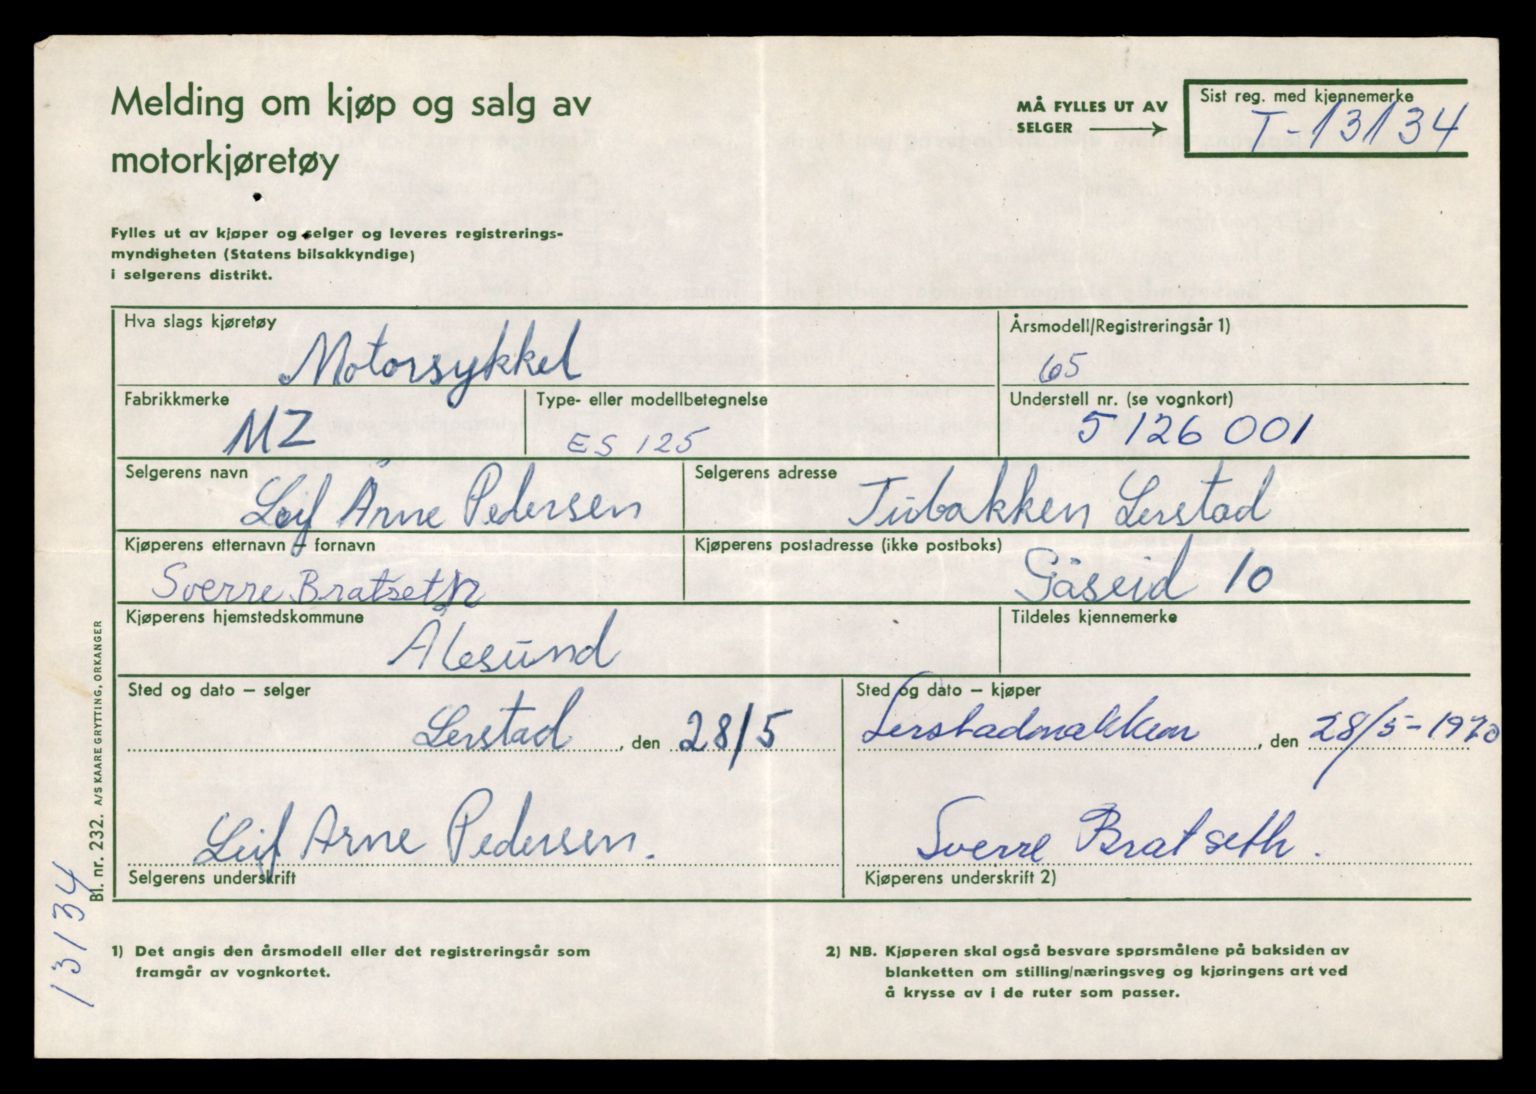 Melding om kjøp og salg av
motorkjøretøy
MÅ FYLLES UT AV
SELGER
Sist reg. med kjennemerke
T-13134
Fylles ut av kjøper og selger og leveres registrerings-
myndigheten (Statens bilsakkyndige)
i selgerens distrikt.
Hva slags kjøretøy
Motorsykkel
Årsmodell/Registreringsår 1)
65
Fabrikkmerke
MZ
Type- eller modellbetegnelse
ES 125
Understell nr. (se vognkort)
5126001
Selgerens navn
Leif Arne Pedersen
Selgerens adresse
Lerstad
Kjøperens etternavn – fornavn
Sverre Bratseth
Kjøperens postadresse (ikke postboks)
Gåseid 10
Kjøperens hjemstedskommune
Ålesund
Tildeles kjennemerke
Sted og dato – selger
Lerstad, den 28/5
Sted og dato – kjøper
, den 28/5-1970
Leif Arne Pedersen.
Selgerens underskrift
Sverre Bratseth.
Kjøperens underskrift 2)
1) Det angis den årsmodell eller det registreringsår som
framgår av vognkortet.
2) NB. Kjøperen skal også besvare spørsmålene på baksiden av
blanketten om stilling/næringsveg og kjøringens art ved
å krysse av i de ruter som passer.
Bl. nr. 232. A/S KAARE GRYTTING, ORKANGER
13134